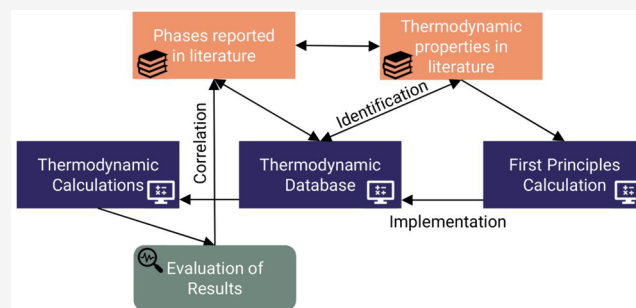 Phases reported
in literature
Thermodynamic
properties in
literature
Identification
Correlation
Thermodynamic
Calculations
Thermodynamic
Database
First Principles
Calculation
Implementation
Evaluation of
Results